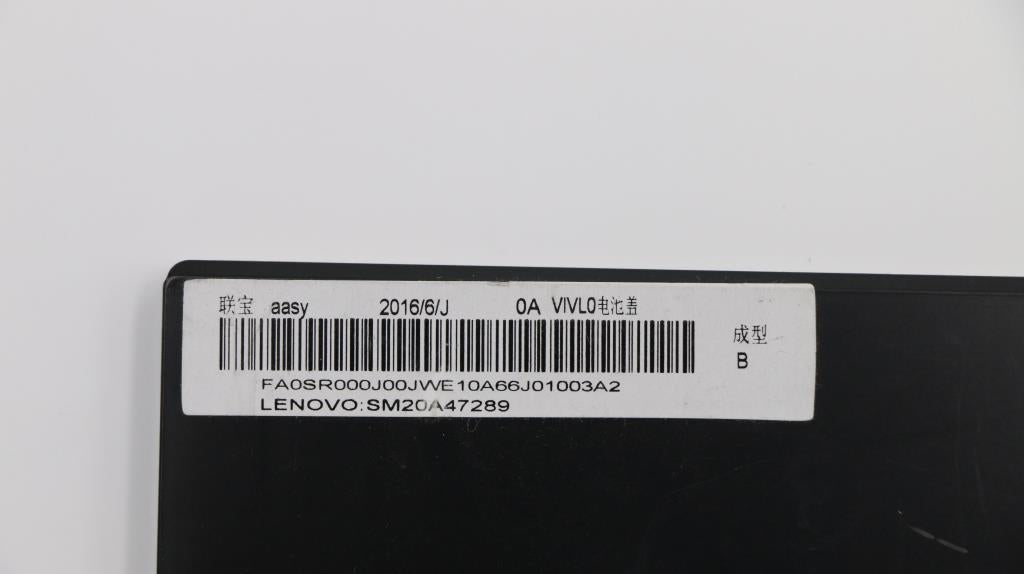 联宝 aasy 2016/6/J 0A VIVL0电池盖
成型
B
FA0SR000J00JWE10A66J01003A2
LENOVO:SM20A47289